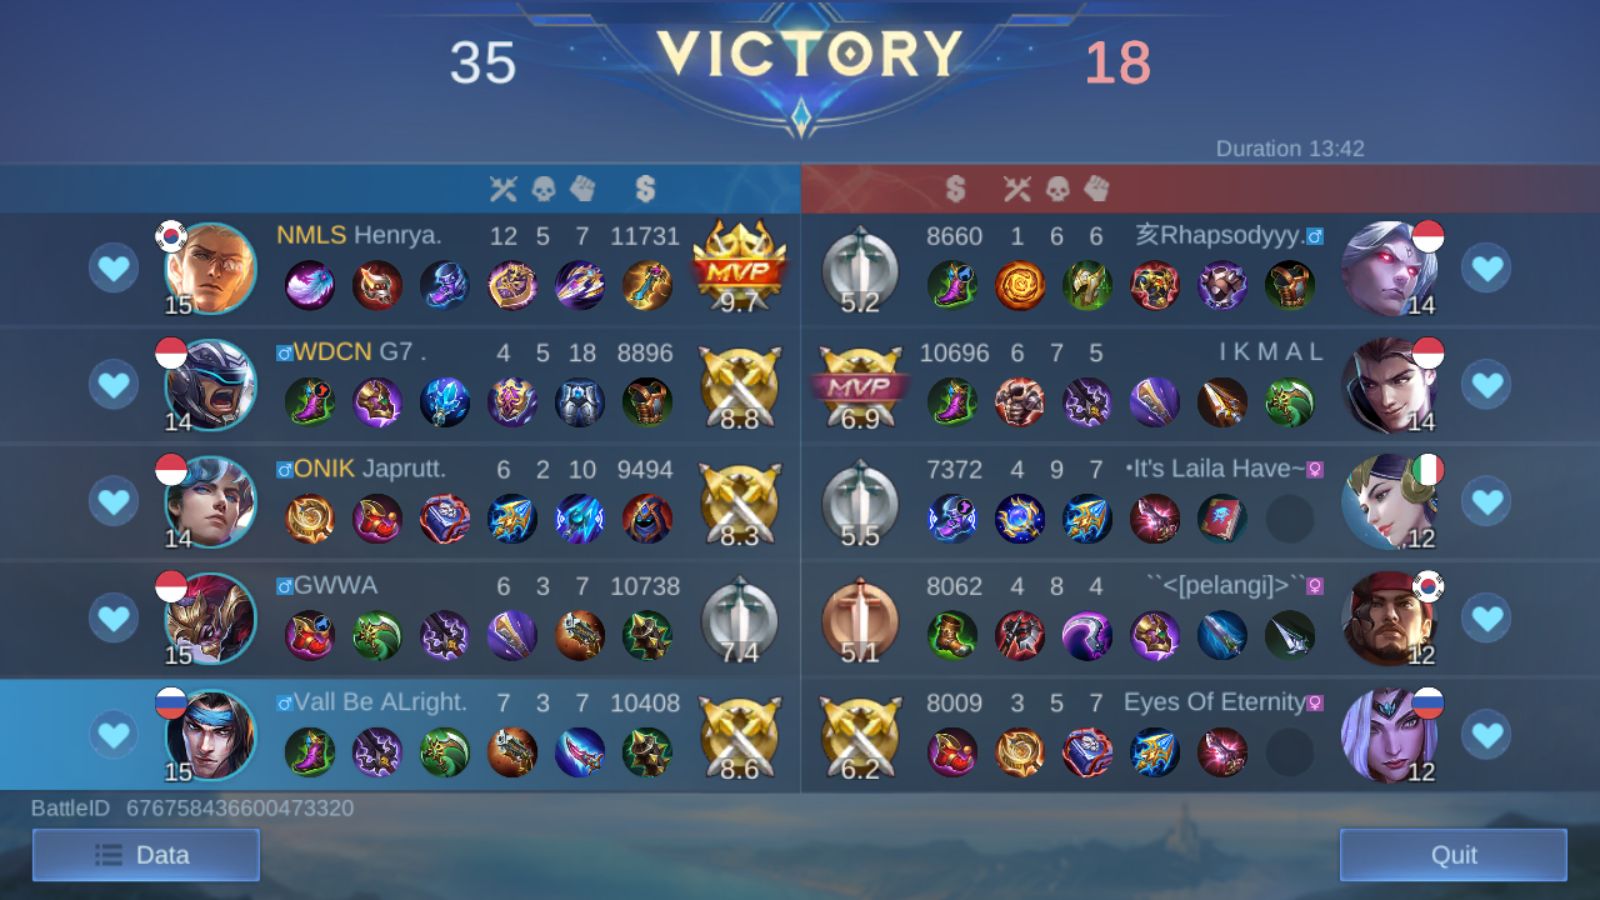 35 VICTORY 18
Duration 13:42
NMLS Henrya. 12 5 7 11731
15 MVP 9.7
8660 1 6 6 亥Rhapsodyyy.
5.2 14
WDCN G7 . 4 5 18 8896
14 8.8
10696 6 7 5 I K M A L
MVP 6.9 14
ONIK Japrutt. 6 2 10 9494
14 8.3
7372 4 9 7 •It's Laila Have~
5.5 12
GWWA 6 3 7 10738
15 7.4
8062 4 8 4 ``<[pelangi]>``
5.1 12
Vall Be ALright. 7 3 7 10408
15 8.6
8009 3 5 7 Eyes Of Eternity
6.2 12
BattleID 676758436600473320
Data
Quit